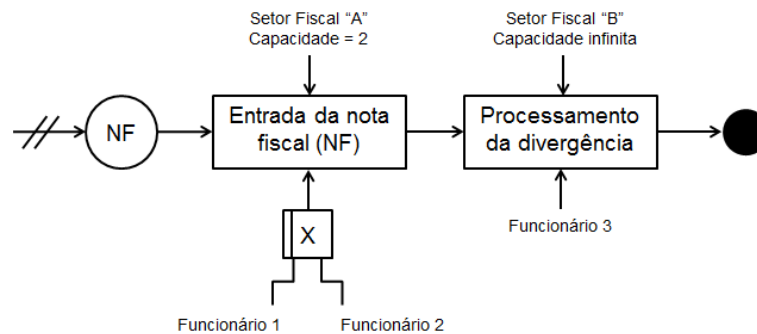 Setor Fiscal “A”
Capacidade = 2
Setor Fiscal “B”
Capacidade infinita
NF
Entrada da nota
fiscal (NF)
Processamento
da divergência
X
Funcionário 3
Funcionário 1
Funcionário 2